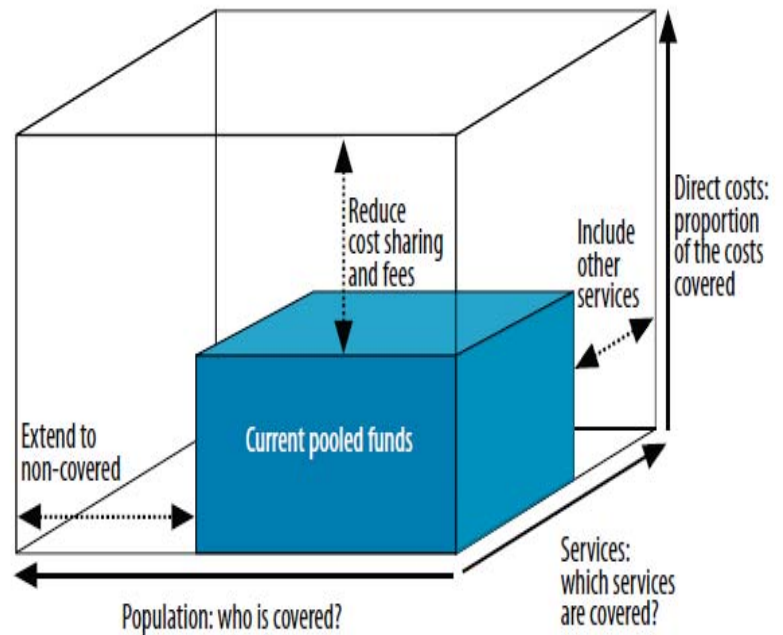 Reduce
cost sharing
and fees
Include
other
services
Direct costs:
proportion
of the costs
covered
Extend to
non-covered
Current pooled funds
Services:
which services
are covered?
Population: who is covered?